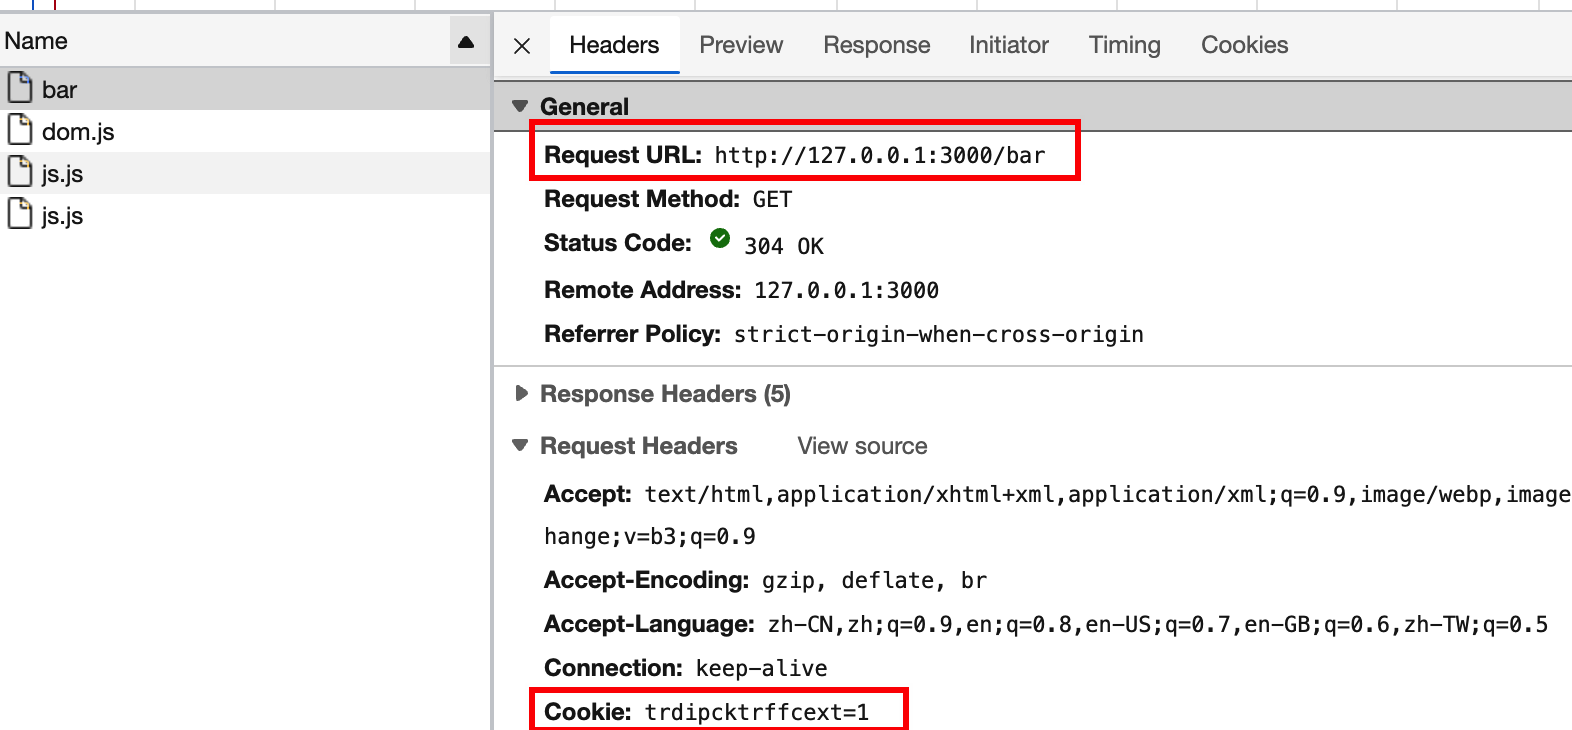 Name
bar
dom.js
js.js
js.js
Headers Preview Response Initiator Timing Cookies
General
Request URL: http://127.0.0.1:3000/bar
Request Method: GET
Status Code: 304 OK
Remote Address: 127.0.0.1:3000
Referrer Policy: strict-origin-when-cross-origin
Response Headers (5)
Request Headers View source
Accept: text/html,application/xhtml+xml,application/xml;q=0.9,image/webp,image
hange;v=b3;q=0.9
Accept-Encoding: gzip, deflate, br
Accept-Language: zh-CN,zh;q=0.9,en;q=0.8,en-US;q=0.7,en-GB;q=0.6,zh-TW;q=0.5
Connection: keep-alive
Cookie: trdipcktrffcext=1